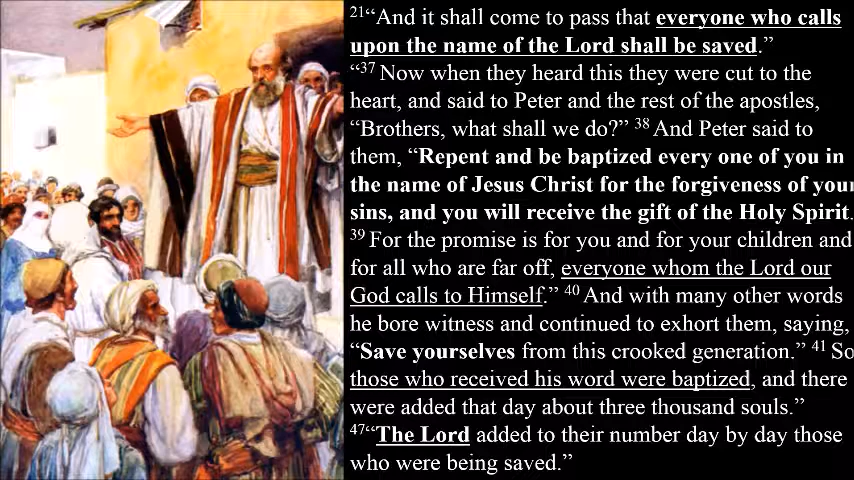 21“And it shall come to pass that everyone who calls
upon the name of the Lord shall be saved.”
“37 Now when they heard this they were cut to the
heart, and said to Peter and the rest of the apostles,
“Brothers, what shall we do?” 38 And Peter said to
them, “Repent and be baptized every one of you in
the name of Jesus Christ for the forgiveness of your
sins, and you will receive the gift of the Holy Spirit.
39 For the promise is for you and for your children and
for all who are far off, everyone whom the Lord our
God calls to Himself.” 40 And with many other words
he bore witness and continued to exhort them, saying,
“Save yourselves from this crooked generation.” 41 So
those who received his word were baptized, and there
were added that day about three thousand souls.”
47“The Lord added to their number day by day those
who were being saved.”